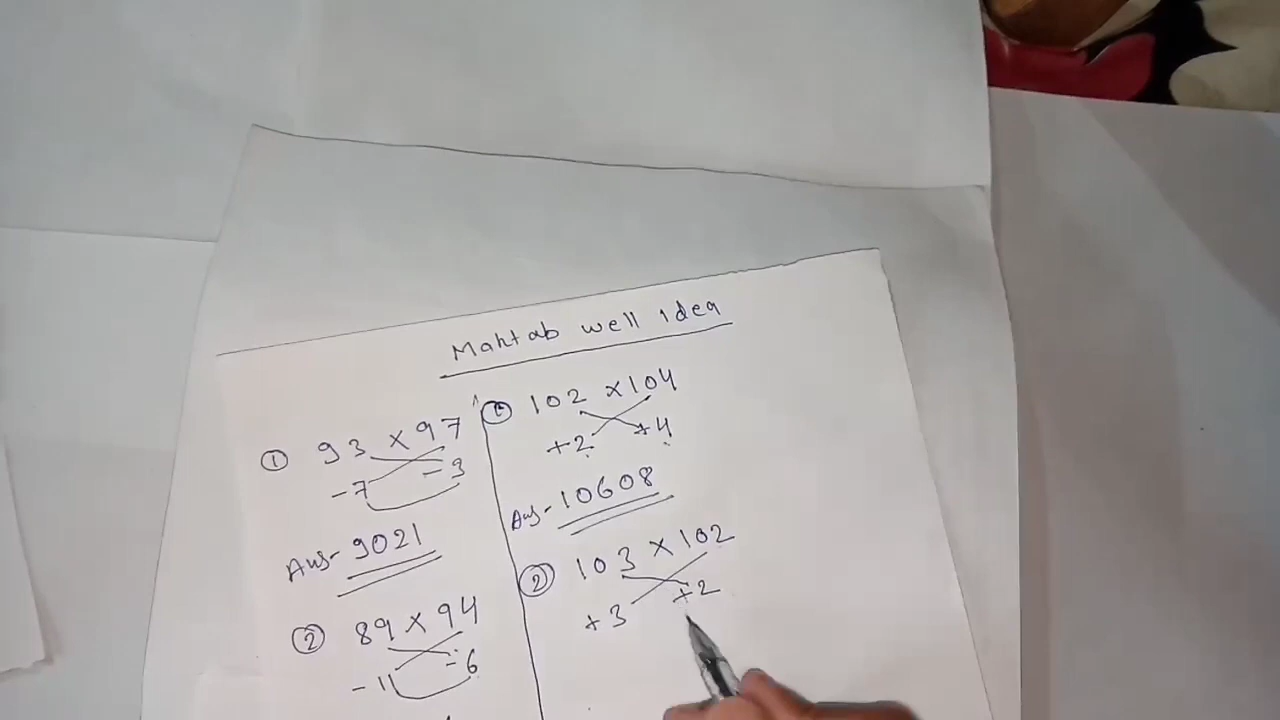 Mahtab well idea
① 93 × 97
-7 -3
Ans- 9021
② 89 × 94
-11 -6
① 102 × 104
+2 +4
Ans- 10608
② 103 × 102
+3 +2